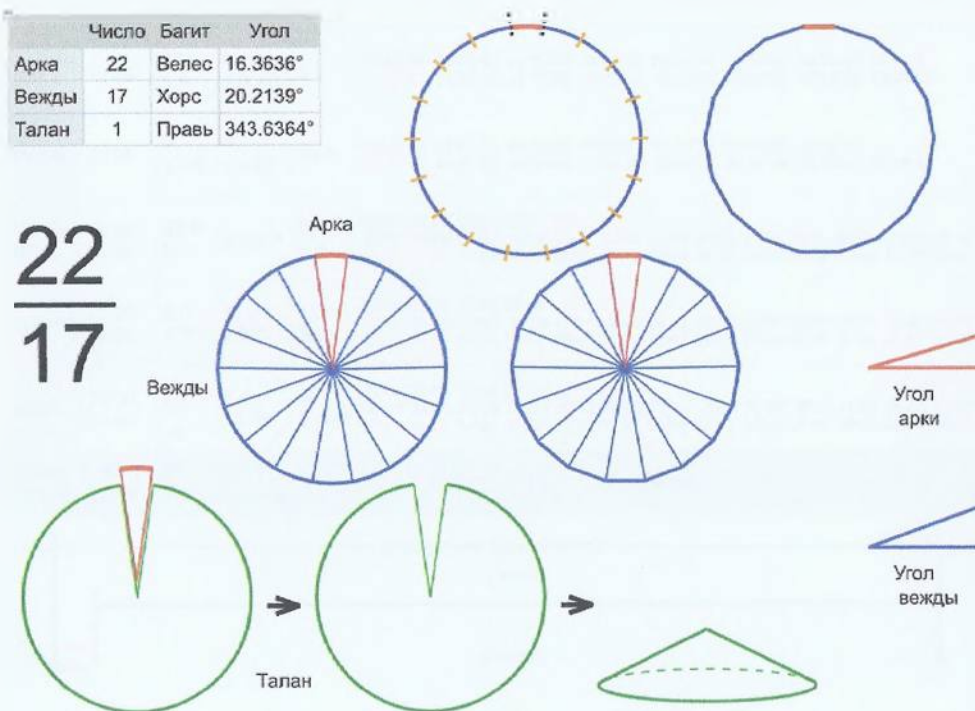 Число Багит Угол
Арка 22 Велес 16.3636°
Вежды 17 Хорс 20.2139°
Талан 1 Правь 343.6364°
22
17
Арка
Вежды
Угол
арки
Угол
вежды
Талан